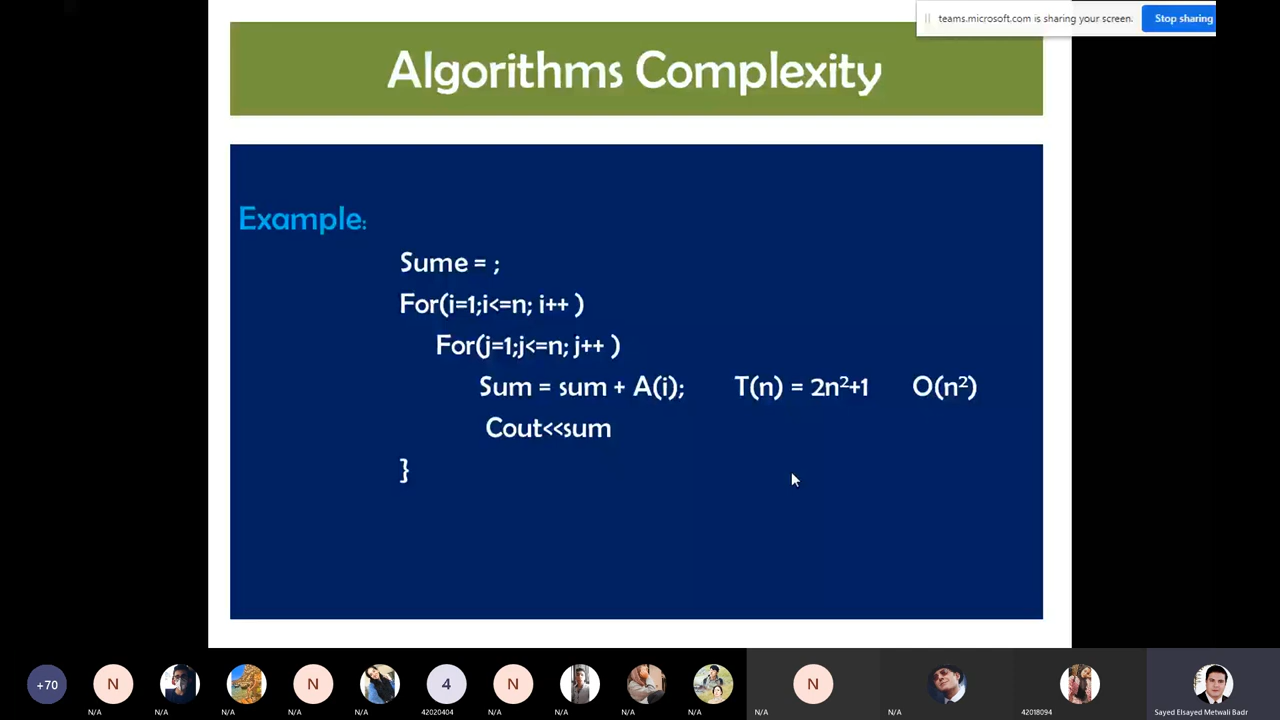 teams.microsoft.com is sharing your screen.
Stop sharing
Algorithms Complexity
Example:
Sume = ;
For(i=1;i<=n; i++ )
For(j=1;j<=n; j++ )
Sum = sum + A(i); T(n) = 2n²+1 O(n²)
Cout<<sum
}
+70 N N 4 N N
N/A N/A N/A N/A N/A 42020404 N/A N/A N/A N/A N/A N/A 42018094 Sayed Elsayed Metwali Badr